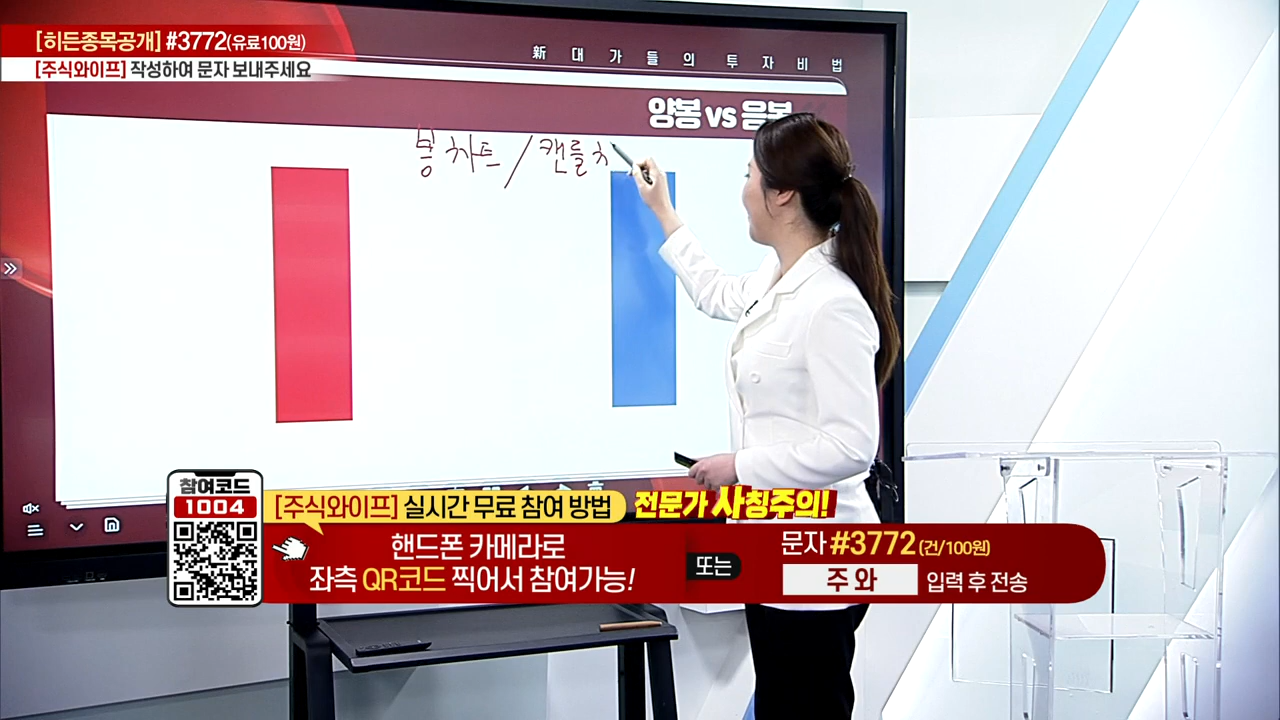 [히든종목공개] #3772(유료100원)
[주식와이프] 작성하여 문자 보내주세요
新 대가들의 투자비법
양봉 vs 음봉
봉차트 / 캔들ㅊ
참여코드
1004
[주식와이프] 실시간 무료 참여 방법
전문가 사칭주의!
핸드폰 카메라로
좌측 QR코드 찍어서 참여가능!
또는
문자 #3772 (건/100원)
주 와 입력 후 전송